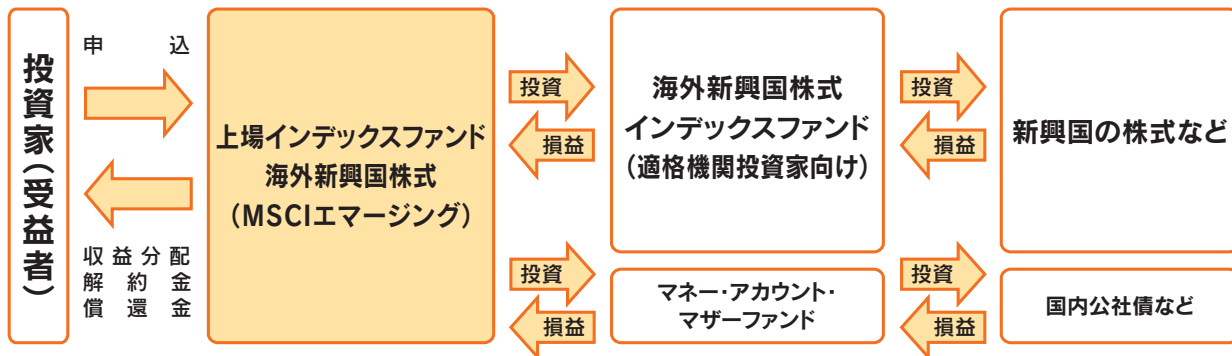 投資家(受益者)
申込
収益分配
解約金
償還金
上場インデックスファンド
海外新興国株式
(MSCIエマージング)
投資
損益
海外新興国株式
インデックスファンド
(適格機関投資家向け)
投資
損益
新興国の株式など
投資
損益
マネー・アカウント・
マザーファンド
投資
損益
国内公社債など